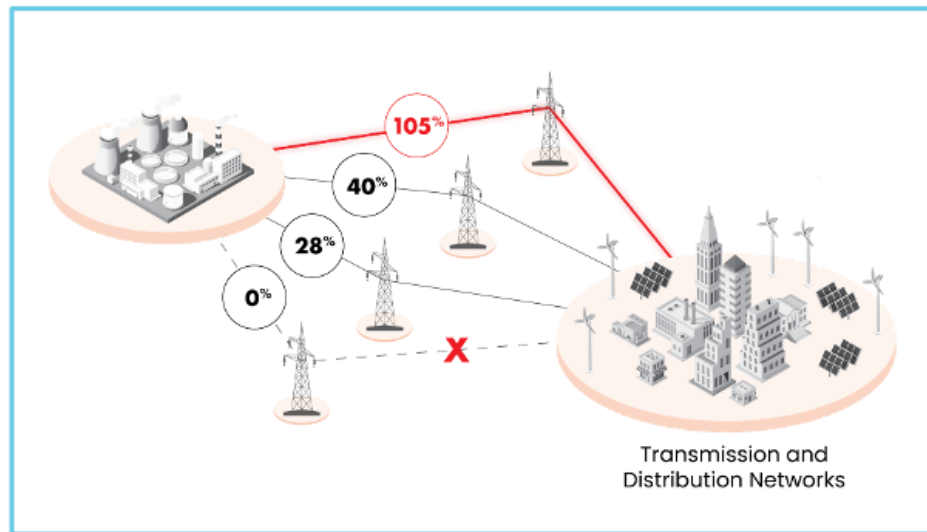 105%
40%
28%
0%
X
Transmission and
Distribution Networks